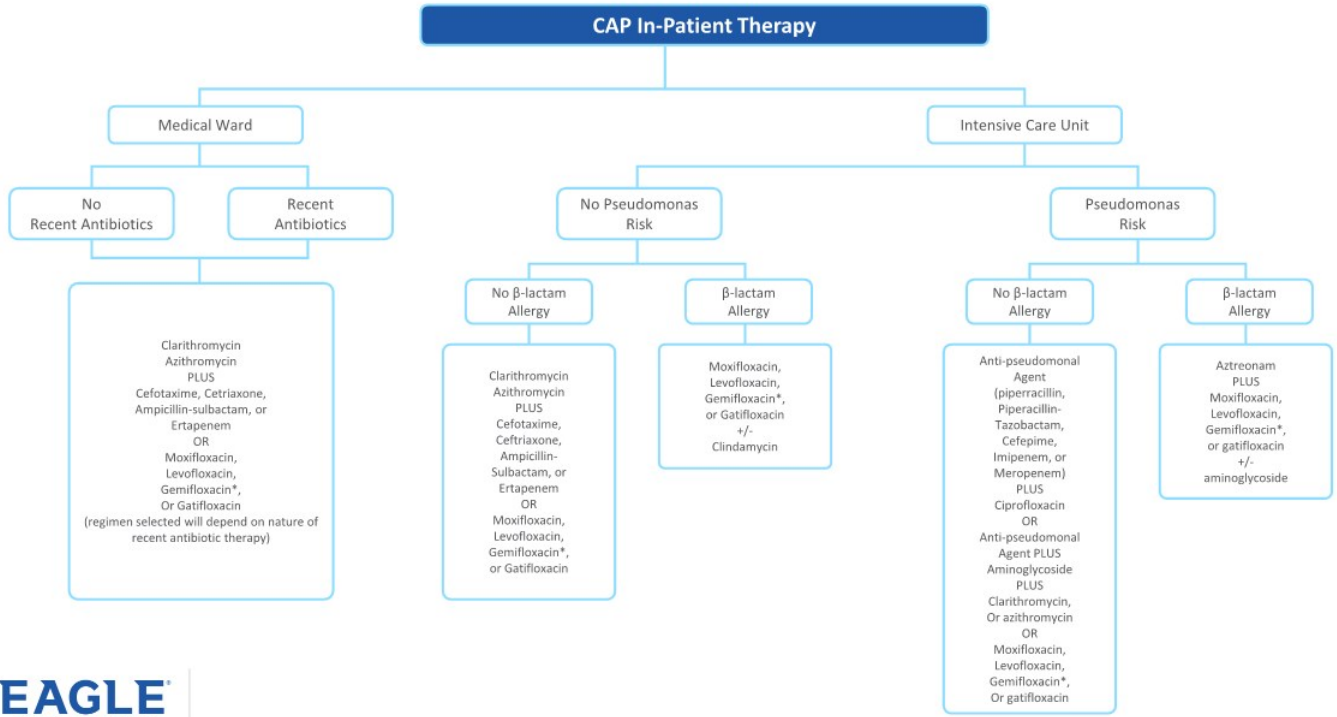 CAP In-Patient Therapy
Medical Ward
Intensive Care Unit
No
Recent Antibiotics
Recent
Antibiotics
No Pseudomonas
Risk
Pseudomonas
Risk
No β-lactam
Allergy
β-lactam
Allergy
No β-lactam
Allergy
β-lactam
Allergy
Clarithromycin
Azithromycin
PLUS
Cefotaxime, Cetriaxone,
Ampicillin-sulbactam, or
Ertapenem
OR
Moxifloxacin,
Levofloxacin,
Gemifloxacin*,
Or Gatifloxacin
(regimen selected will depend on nature of
recent antibiotic therapy)
Clarithromycin
Azithromycin
PLUS
Cefotaxime,
Ceftriaxone,
Ampicillin-
Sulbactam, or
Ertapenem
OR
Moxifloxacin,
Levofloxacin,
Gemifloxacin*,
or Gatifloxacin
Moxifloxacin,
Levofloxacin,
Gemifloxacin*,
or Gatifloxacin
+/-
Clindamycin
Anti-pseudomonal
Agent
(piperracillin,
Piperacillin-
Tazobactam,
Cefepime,
Imipenem, or
Meropenem)
PLUS
Ciprofloxacin
OR
Anti-pseudomonal
Agent PLUS
Aminoglycoside
PLUS
Clarithromycin,
Or azithromycin
OR
Moxifloxacin,
Levofloxacin,
Gemifloxacin*,
Or gatifloxacin
Aztreonam
PLUS
Moxifloxacin,
Levofloxacin,
Gemifloxacin*,
or gatifloxacin
+/-
aminoglycoside
EAGLE®